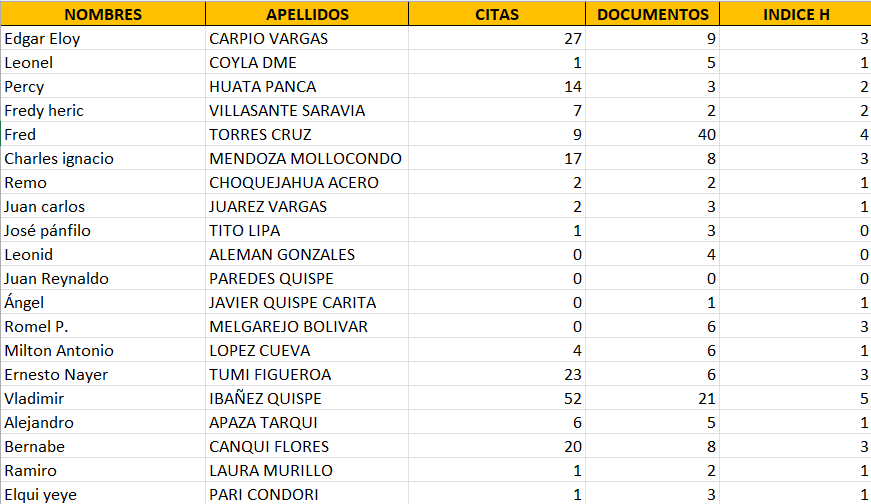 NOMBRES APELLIDOS CITAS DOCUMENTOS INDICE H
Edgar Eloy CARPIO VARGAS 27 9 3
Leonel COYLA DME 1 5 1
Percy HUATA PANCA 14 3 2
Fredy heric VILLASANTE SARAVIA 7 2 2
Fred TORRES CRUZ 9 40 4
Charles ignacio MENDOZA MOLLOCONDO 17 8 3
Remo CHOQUEJAHUA ACERO 2 2 1
Juan carlos JUAREZ VARGAS 2 3 1
José pánfilo TITO LIPA 1 3 0
Leonid ALEMAN GONZALES 0 4 0
Juan Reynaldo PAREDES QUISPE 0 0 0
Ángel JAVIER QUISPE CARITA 0 1 1
Romel P. MELGAREJO BOLIVAR 0 6 3
Milton Antonio LOPEZ CUEVA 4 6 1
Ernesto Nayer TUMI FIGUEROA 23 6 3
Vladimir IBAÑEZ QUISPE 52 21 5
Alejandro APAZA TARQUI 6 5 1
Bernabe CANQUI FLORES 20 8 3
Ramiro LAURA MURILLO 1 2 1
Elqui yeye PARI CONDORI 1 3 1